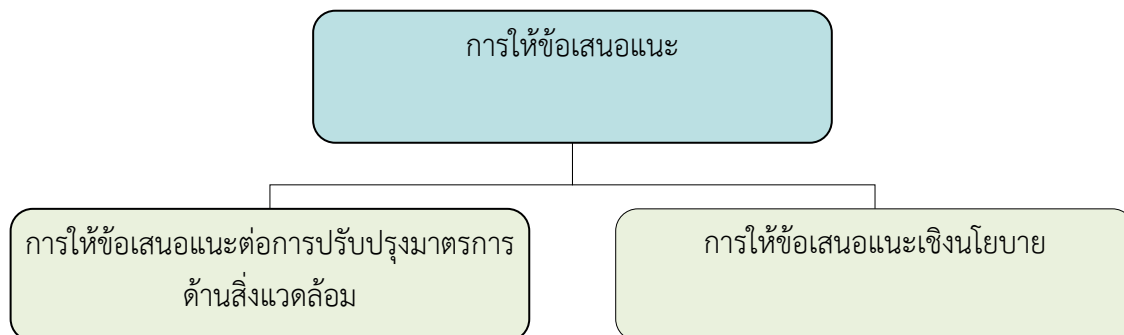 การให้ข้อเสนอแนะ
การให้ข้อเสนอแนะต่อการปรับปรุงมาตรการ
ด้านสิ่งแวดล้อม
การให้ข้อเสนอแนะเชิงนโยบาย